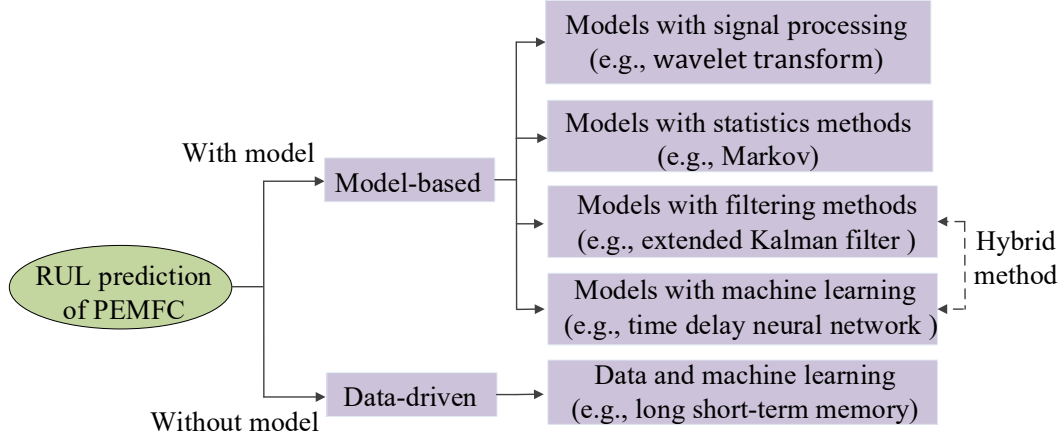 Models with signal processing
(e.g., wavelet transform)
Models with statistics methods
(e.g., Markov)
With model
Model-based
Models with filtering methods
(e.g., extended Kalman filter )
Hybrid
method
RUL prediction
of PEMFC
Models with machine learning
(e.g., time delay neural network )
Data-driven
Without model
Data and machine learning
(e.g., long short-term memory)